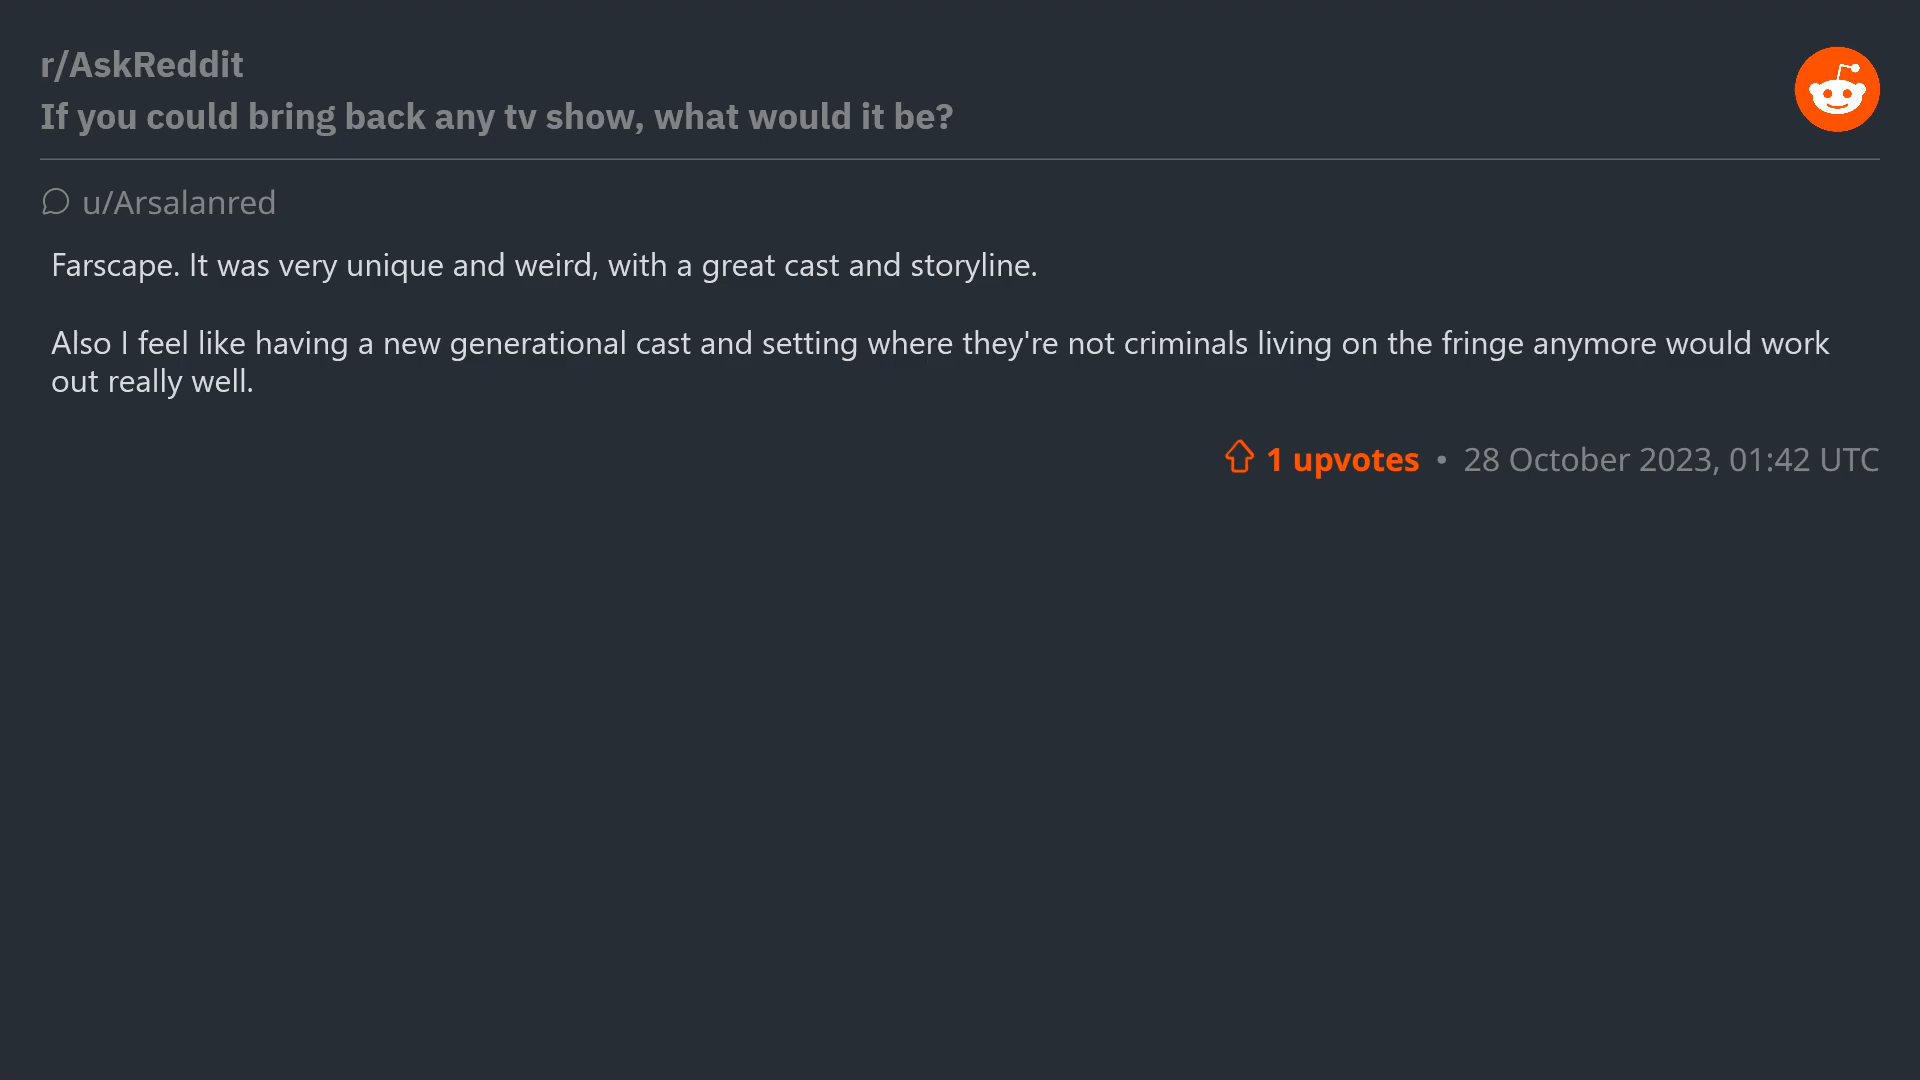 r/AskReddit
If you could bring back any tv show, what would it be?
u/Arsalanred
Farscape. It was very unique and weird, with a great cast and storyline.
Also I feel like having a new generational cast and setting where they're not criminals living on the fringe anymore would work
out really well.
1 upvotes • 28 October 2023, 01:42 UTC